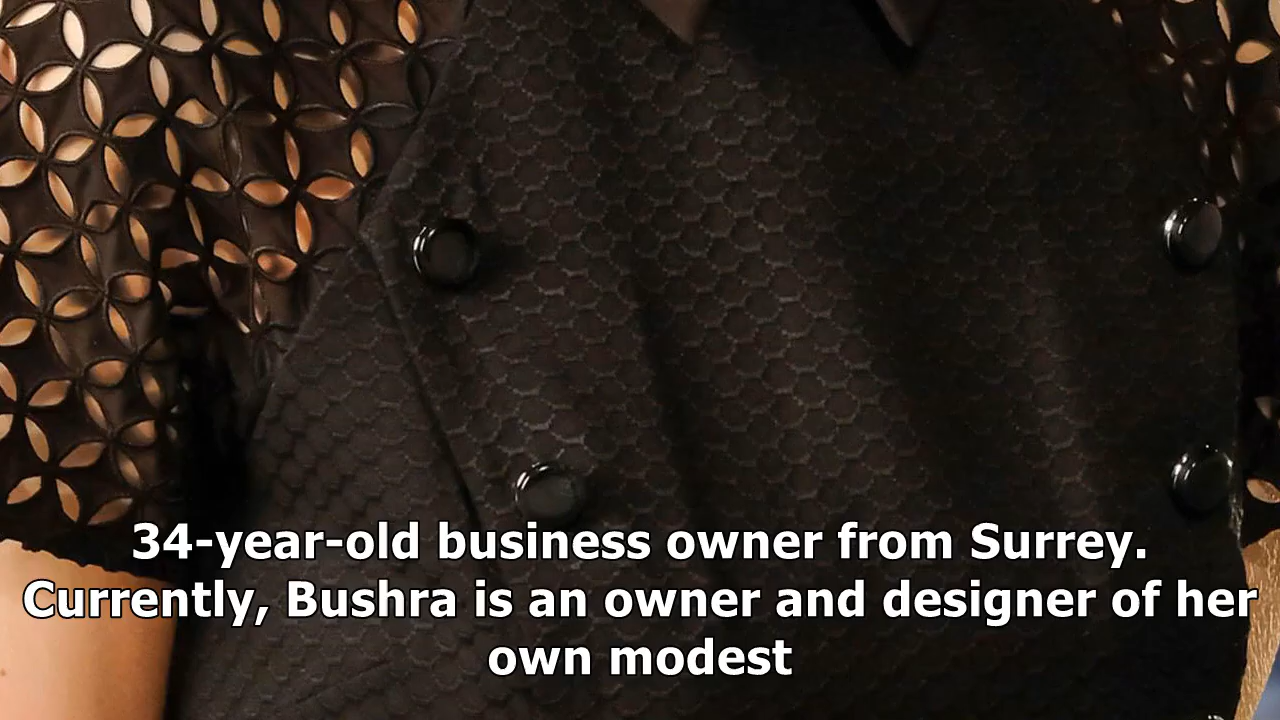 34-year-old business owner from Surrey.
Currently, Bushra is an owner and designer of her
own modest